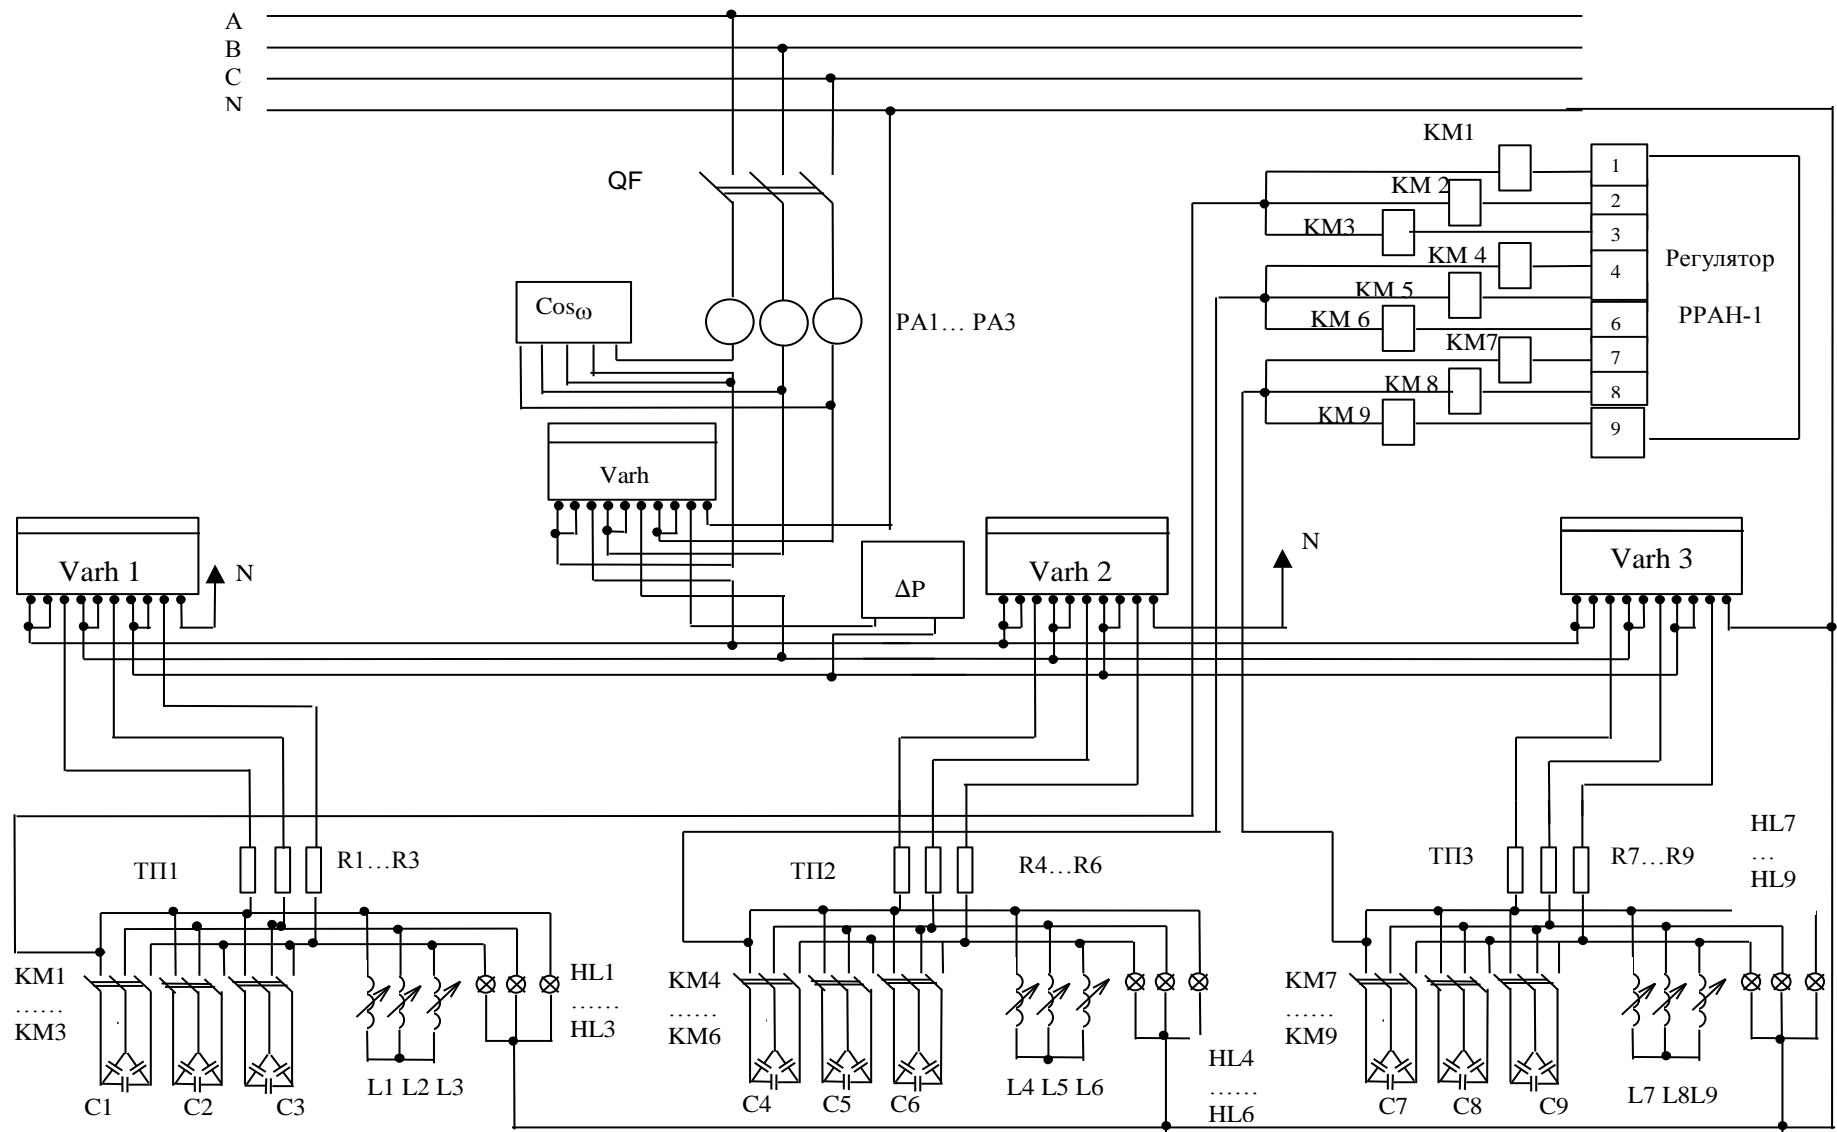 A
B
C
N
KM1
1
QF
KM 2
2
KM3
3
KM 4
Регулятор
4
Cosω
KM 5
РРАН-1
PA1… PA3
KM 6
6
KM7
7
KM 8
8
KM 9
9
Varh
Varh 1
N
ΔP
Varh 2
N
Varh 3
ТП1
R1…R3
ТП2
R4…R6
ТП3
R7…R9
HL7
…
HL9
KM1
……
KM3
HL1
……
HL3
KM4
……
KM6
KM7
……
KM9
HL4
……
HL6
L1 L2 L3
L4 L5 L6
L7 L8L9
C1
C2
C3
C4
C5
C6
C7
C8
C9